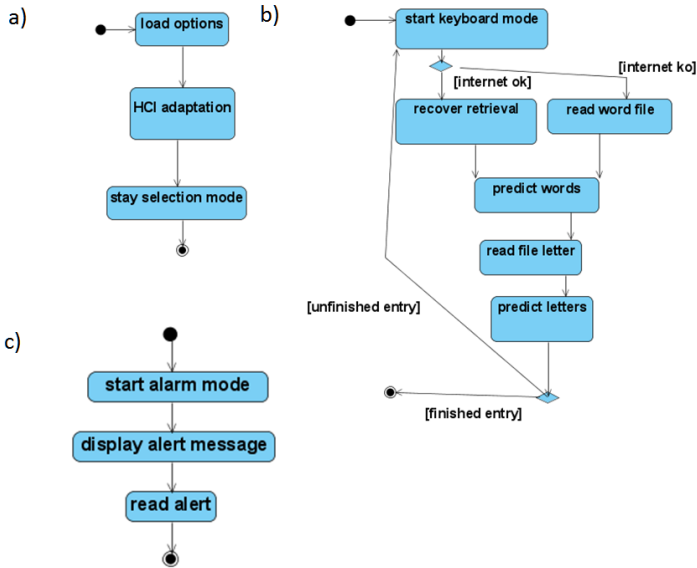 a)
load options
HCI adaptation
stay selection mode
b)
start keyboard mode
[internet ko]
[internet ok]
recover retrieval
read word file
predict words
read file letter
[unfinished entry]
predict letters
[finished entry]
c)
start alarm mode
display alert message
read alert